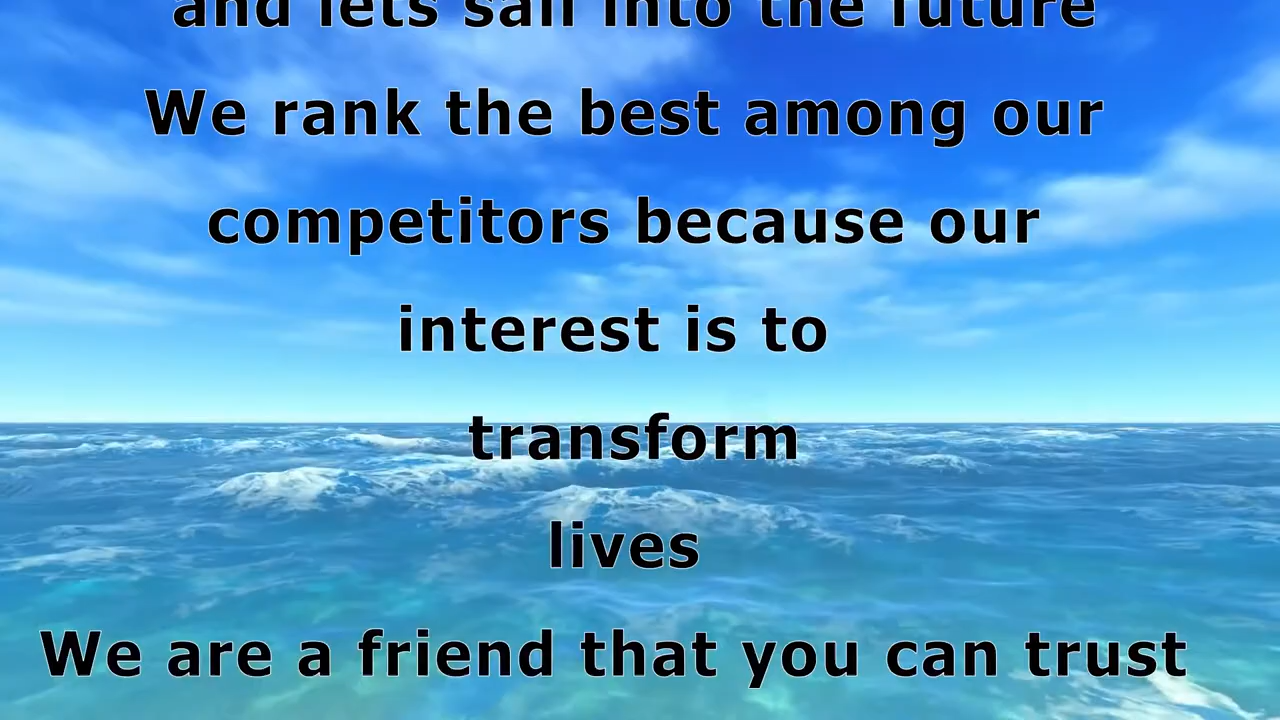 and lets sail into the future
We rank the best among our
competitors because our
interest is to
transform
lives
We are a friend that you can trust